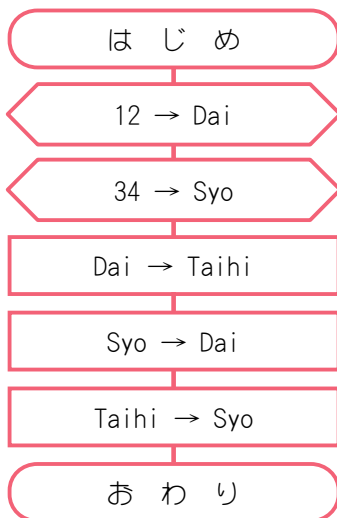 はじめ
12 → Dai
34 → Syo
Dai → Taihi
Syo → Dai
Taihi → Syo
おわり